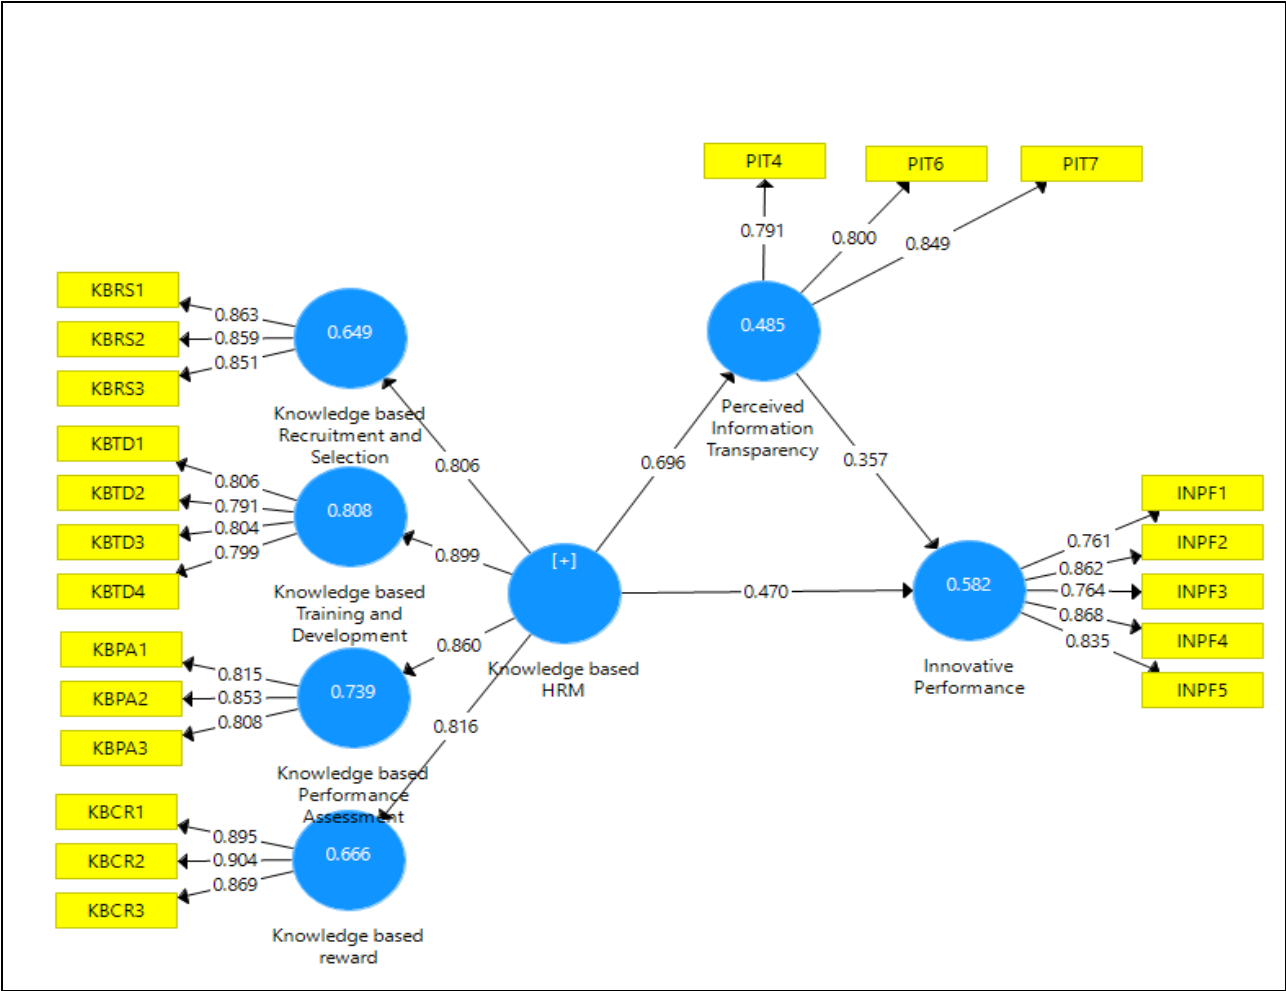 PIT4
PIT6
PIT7
0.791
0.800
0.849
0.485
Perceived
Information
Transparency
KBRS1
KBRS2
KBRS3
0.863
0.859
0.851
0.649
Knowledge based
Recruitment and
Selection
KBTD1
KBTD2
KBTD3
KBTD4
0.806
0.791
0.804
0.799
0.808
Knowledge based
Training and
Development
KBPA1
KBPA2
KBPA3
0.815
0.853
0.808
0.739
Knowledge based
Performance
Assessment
KBCR1
KBCR2
KBCR3
0.895
0.904
0.869
0.666
Knowledge based
reward
0.806
0.899
0.860
0.816
[+]
Knowledge based
HRM
0.696
0.357
0.470
0.582
Innovative
Performance
0.761
0.862
0.764
0.868
0.835
INPF1
INPF2
INPF3
INPF4
INPF5